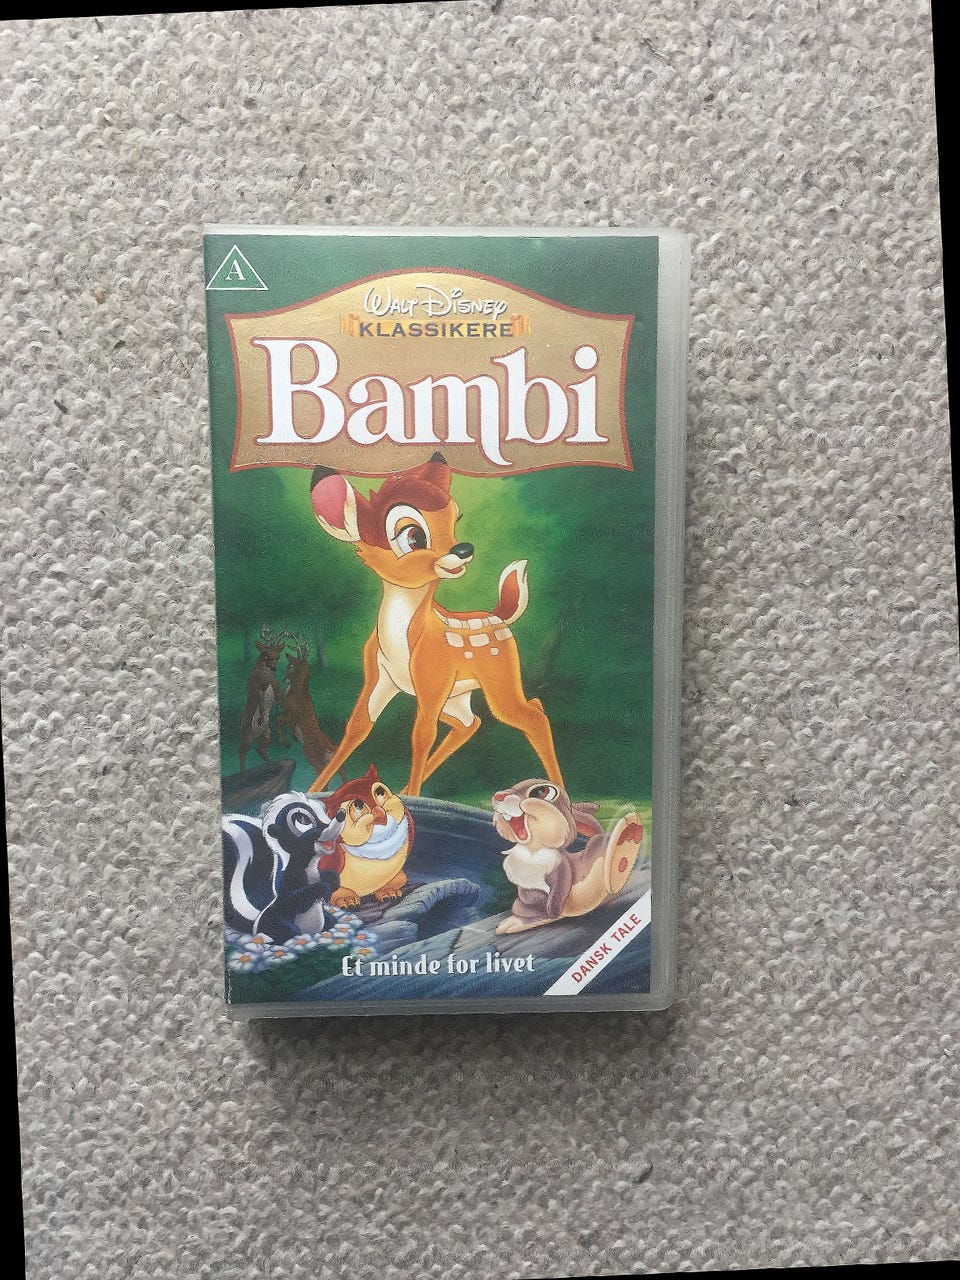 A
WALT DISNEY
KLASSIKERE
Bambi
Et minde for livet
DANSK TALE